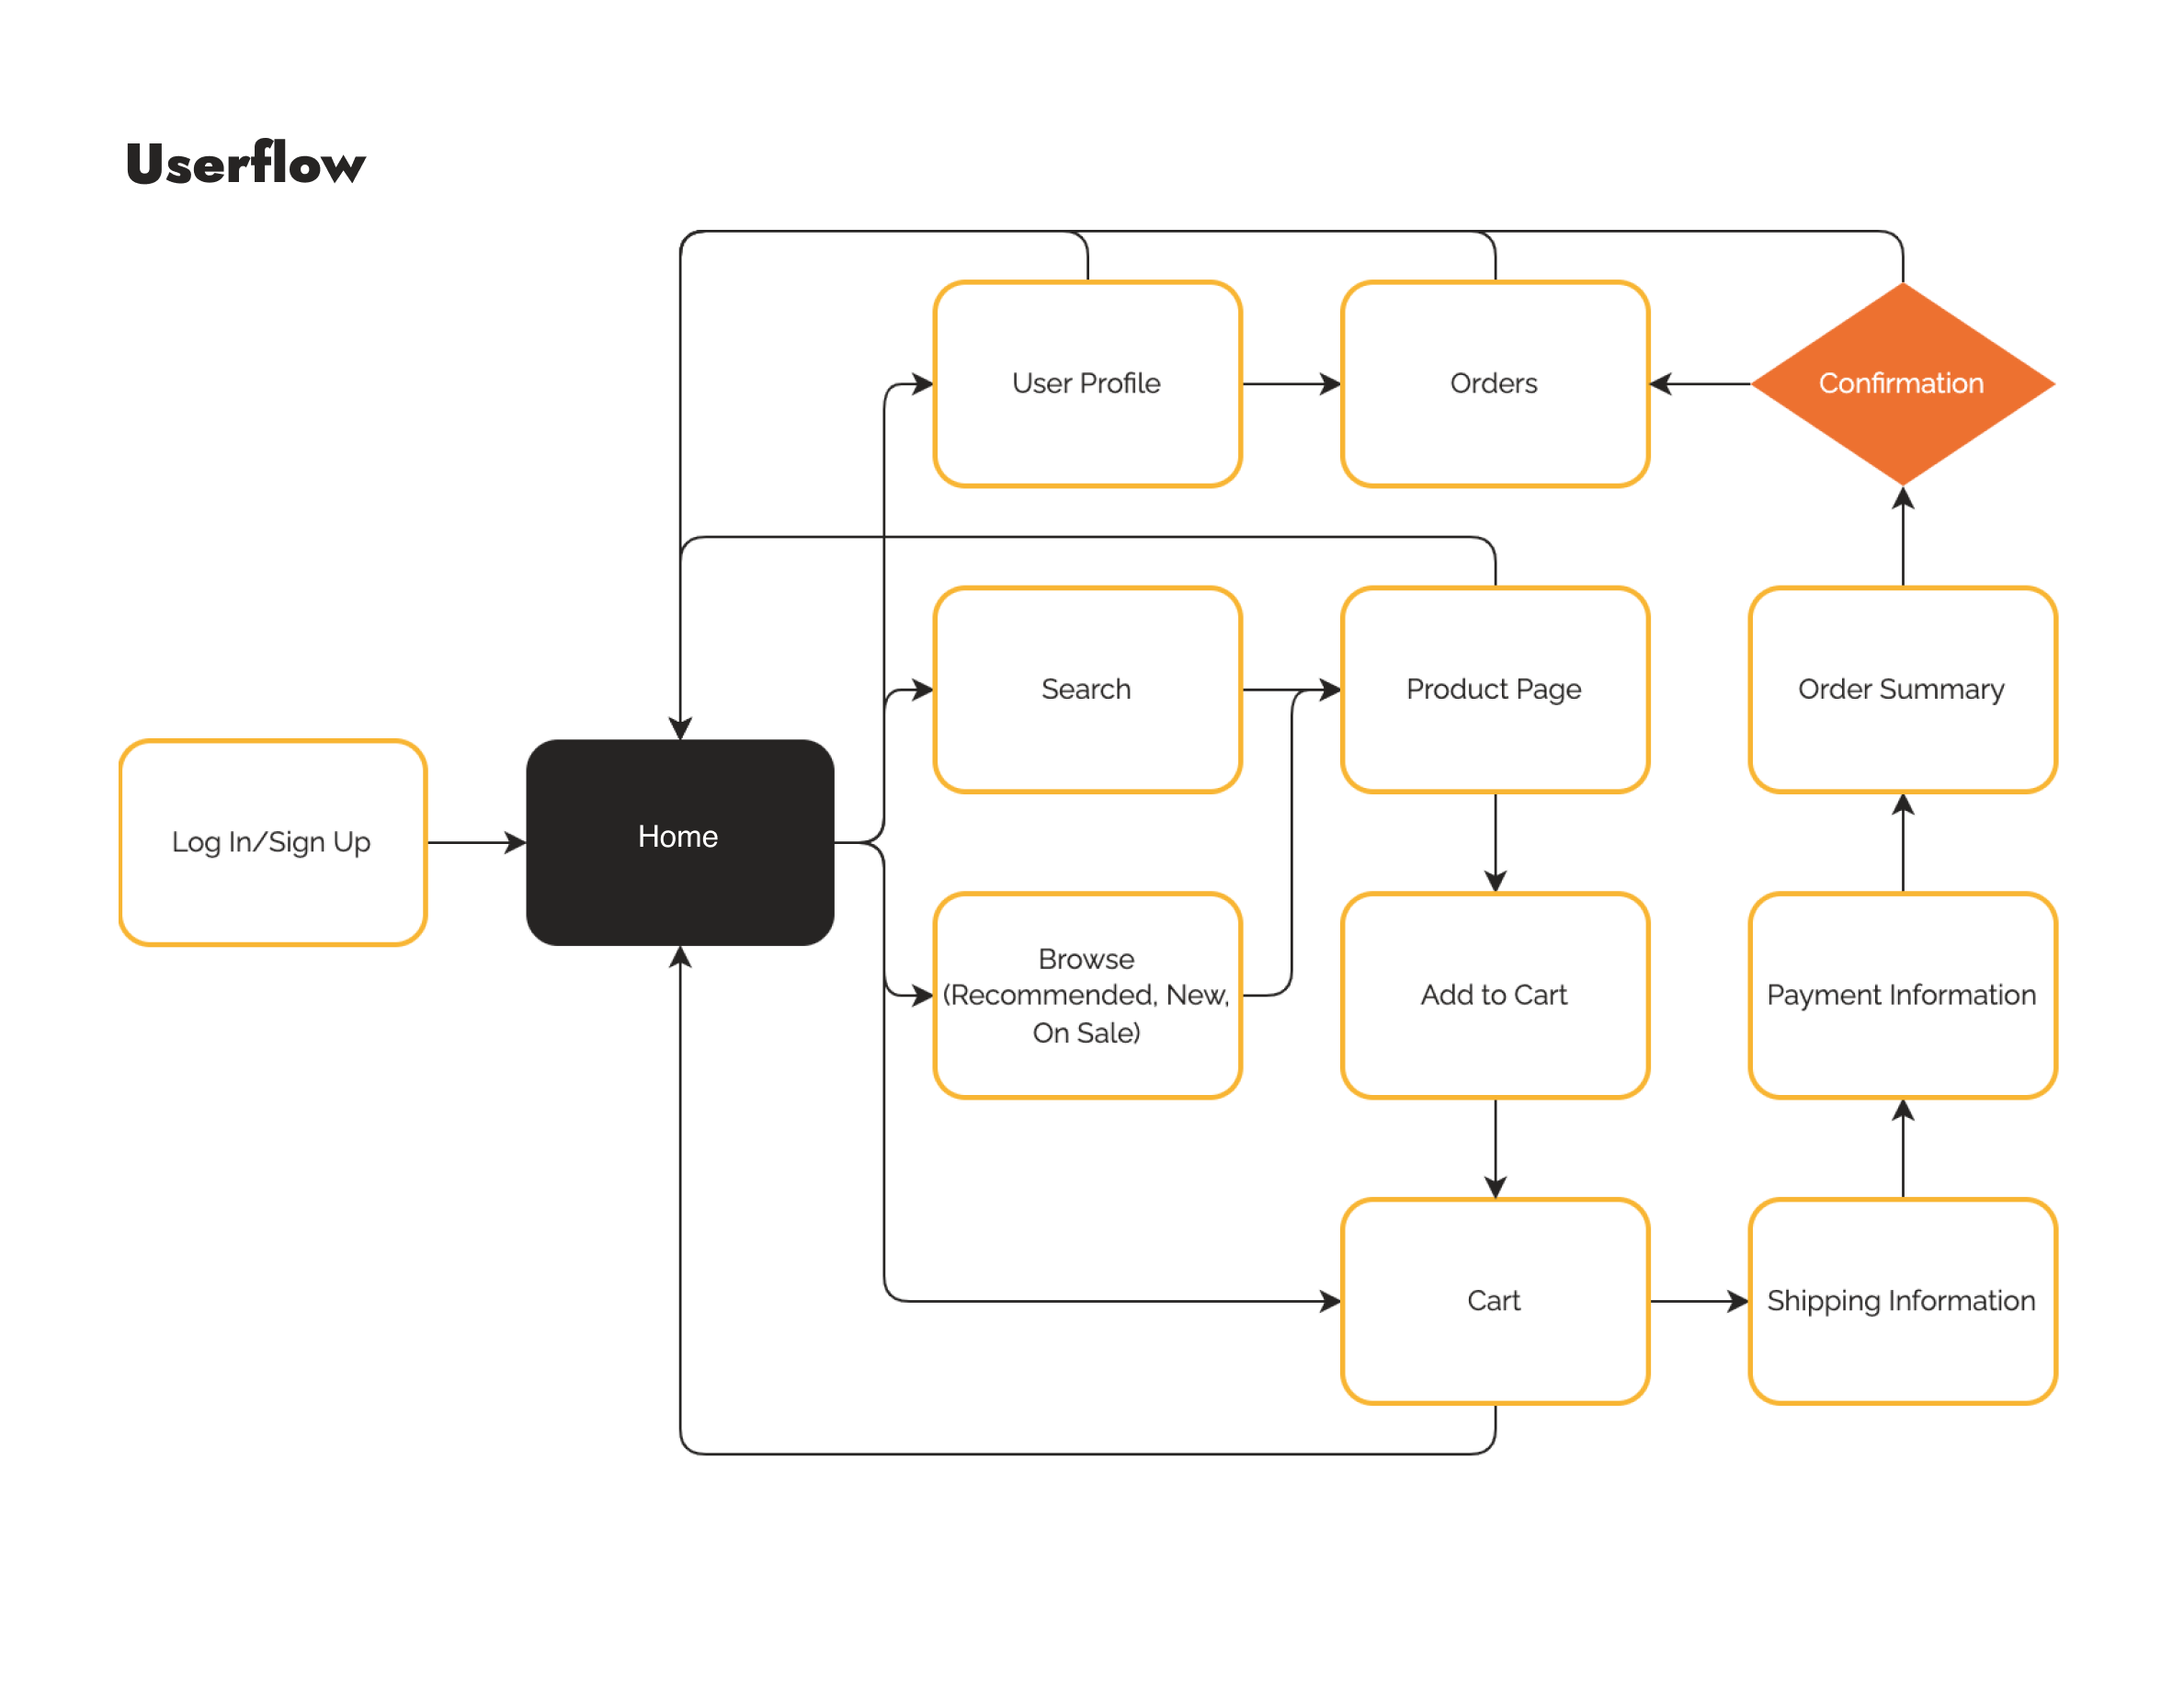 Userflow
User Profile
Orders
Confirmation
Search
Product Page
Order Summary
Log In/Sign Up
Home
Browse
(Recommended, New,
On Sale)
Add to Cart
Payment Information
Cart
Shipping Information